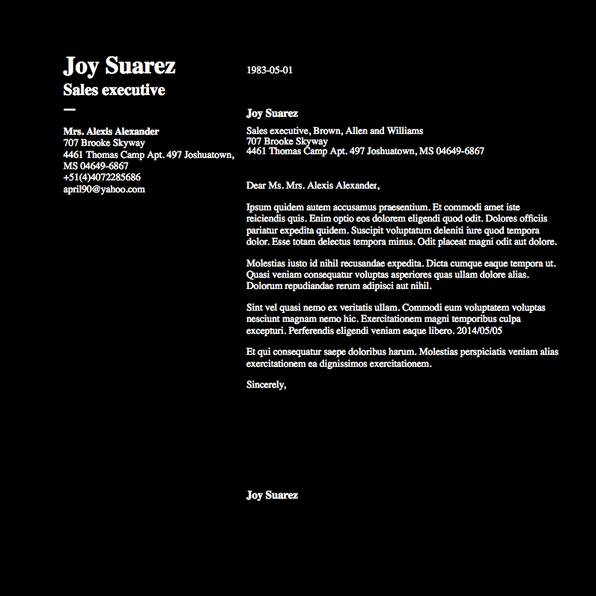 Joy Suarez
Sales executive
Mrs. Alexis Alexander
707 Brooke Skyway
4461 Thomas Camp Apt. 497 Joshuatown,
MS 04649-6867
+51(4)4072285686
april90@yahoo.com
1983-05-01
Joy Suarez
Sales executive, Brown, Allen and Williams
707 Brooke Skyway
4461 Thomas Camp Apt. 497 Joshuatown, MS 04649-6867
Dear Ms. Mrs. Alexis Alexander,
Ipsum quidem autem accusamus praesentium. Et commodi amet iste
reiciendis quis. Enim optio eos dolorem eligendi quod odit. Dolores officiis
pariatur expedita quidem. Suscipit voluptatum deleniti iure quod tempora
dolor. Esse totam delectus tempora minus. Odit placeat magni odit aut dolore.
Molestias iusto id nihil recusandae expedita. Dicta cumque eaque tempora ut.
Quasi veniam consequatur voluptas asperiores quas ullam dolore alias.
Dolorum repudiandae rerum adipisci aut nihil.
Sint vel quasi nemo ex veritatis ullam. Commodi eum voluptatem voluptas
nesciunt magnam nemo hic. Exercitationem magni temporibus culpa
excepturi. Perferendis eligendi veniam eaque libero. 2014/05/05
Et qui consequatur saepe doloribus harum. Molestias perspiciatis veniam alias
exercitationem ea dignissimos exercitationem.
Sincerely,
Joy Suarez